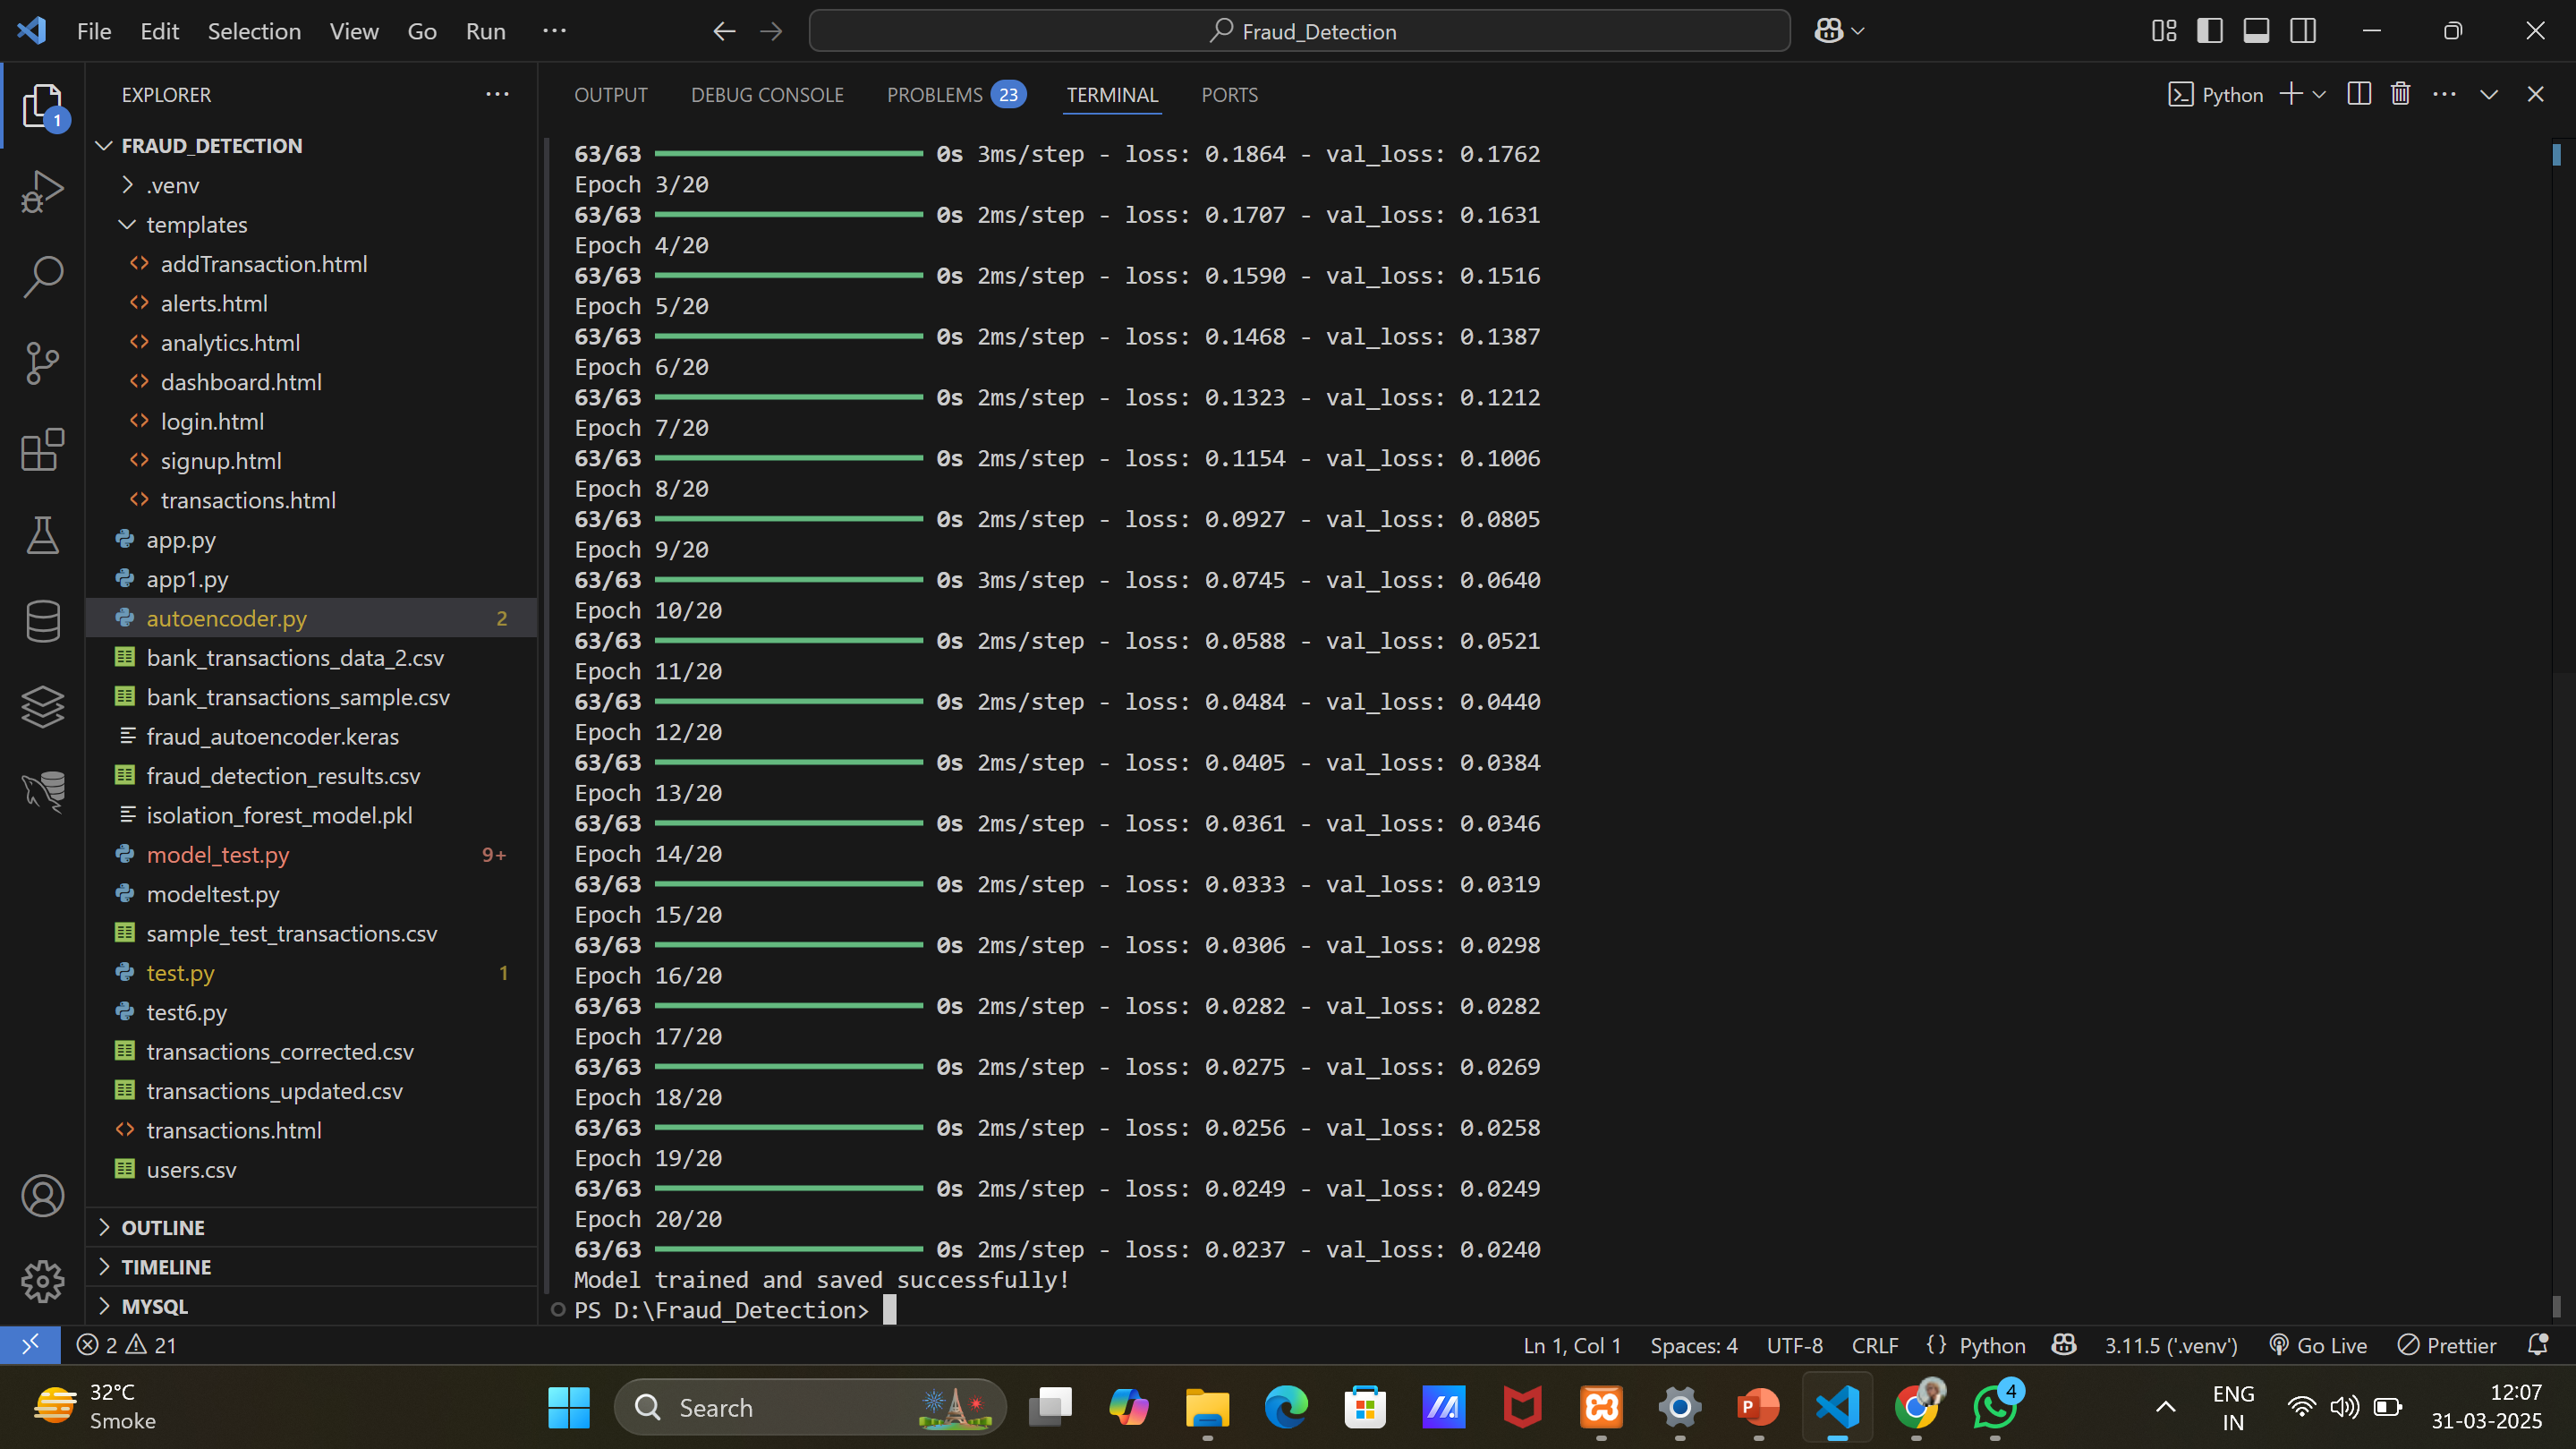 File Edit Selection View Go Run ··· Fraud_Detection
EXPLORER
OUTPUT DEBUG CONSOLE PROBLEMS 23 TERMINAL PORTS Python
1
FRAUD_DETECTION
.venv
templates
addTransaction.html
alerts.html
analytics.html
dashboard.html
login.html
signup.html
transactions.html
app.py
app1.py
autoencoder.py 2
bank_transactions_data_2.csv
bank_transactions_sample.csv
fraud_autoencoder.keras
fraud_detection_results.csv
isolation_forest_model.pkl
model_test.py 9+
modeltest.py
sample_test_transactions.csv
test.py 1
test6.py
transactions_corrected.csv
transactions_updated.csv
transactions.html
users.csv
OUTLINE
TIMELINE
MYSQL
63/63 0s 3ms/step - loss: 0.1864 - val_loss: 0.1762
Epoch 3/20
63/63 0s 2ms/step - loss: 0.1707 - val_loss: 0.1631
Epoch 4/20
63/63 0s 2ms/step - loss: 0.1590 - val_loss: 0.1516
Epoch 5/20
63/63 0s 2ms/step - loss: 0.1468 - val_loss: 0.1387
Epoch 6/20
63/63 0s 2ms/step - loss: 0.1323 - val_loss: 0.1212
Epoch 7/20
63/63 0s 2ms/step - loss: 0.1154 - val_loss: 0.1006
Epoch 8/20
63/63 0s 2ms/step - loss: 0.0927 - val_loss: 0.0805
Epoch 9/20
63/63 0s 3ms/step - loss: 0.0745 - val_loss: 0.0640
Epoch 10/20
63/63 0s 2ms/step - loss: 0.0588 - val_loss: 0.0521
Epoch 11/20
63/63 0s 2ms/step - loss: 0.0484 - val_loss: 0.0440
Epoch 12/20
63/63 0s 2ms/step - loss: 0.0405 - val_loss: 0.0384
Epoch 13/20
63/63 0s 2ms/step - loss: 0.0361 - val_loss: 0.0346
Epoch 14/20
63/63 0s 2ms/step - loss: 0.0333 - val_loss: 0.0319
Epoch 15/20
63/63 0s 2ms/step - loss: 0.0306 - val_loss: 0.0298
Epoch 16/20
63/63 0s 2ms/step - loss: 0.0282 - val_loss: 0.0282
Epoch 17/20
63/63 0s 2ms/step - loss: 0.0275 - val_loss: 0.0269
Epoch 18/20
63/63 0s 2ms/step - loss: 0.0256 - val_loss: 0.0258
Epoch 19/20
63/63 0s 2ms/step - loss: 0.0249 - val_loss: 0.0249
Epoch 20/20
63/63 0s 2ms/step - loss: 0.0237 - val_loss: 0.0240
Model trained and saved successfully!
PS D:\Fraud_Detection>
2 21 Ln 1, Col 1 Spaces: 4 UTF-8 CRLF {} Python 3.11.5 ('.venv') Go Live Prettier
32°C
Smoke
Search
P
4
ENG
IN
12:07
31-03-2025